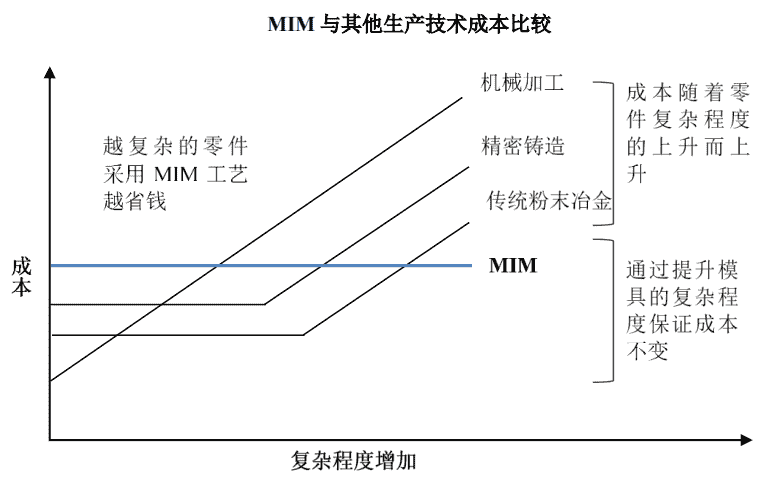 MIM 与其他生产技术成本比较
机械加工
成本随着零
件复杂程度
的上升而上
升
越复杂的零件
采用 MIM 工艺
越省钱
精密铸造
传统粉末冶金
成
本
MIM
通过提升模
具的复杂程
度保证成本
不变
复杂程度增加